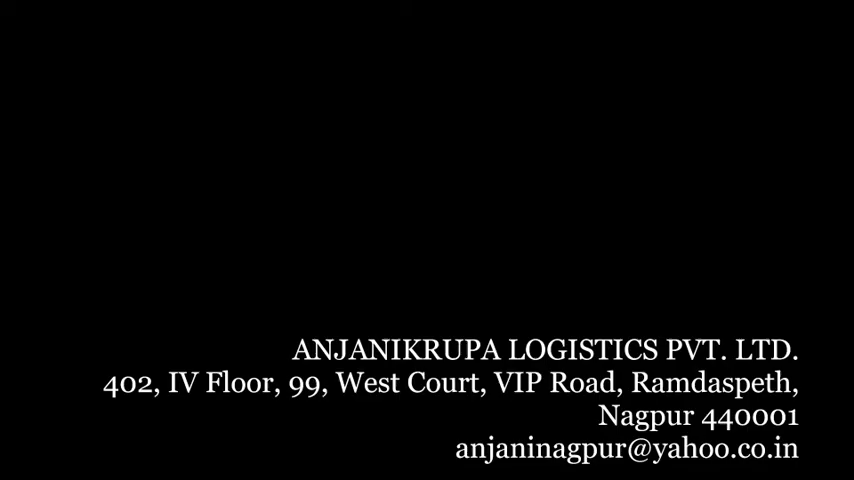 ANJANIKRUPA LOGISTICS PVT. LTD.
402, IV Floor, 99, West Court, VIP Road, Ramdaspeth,
Nagpur 440001
anjaninagpur@yahoo.co.in